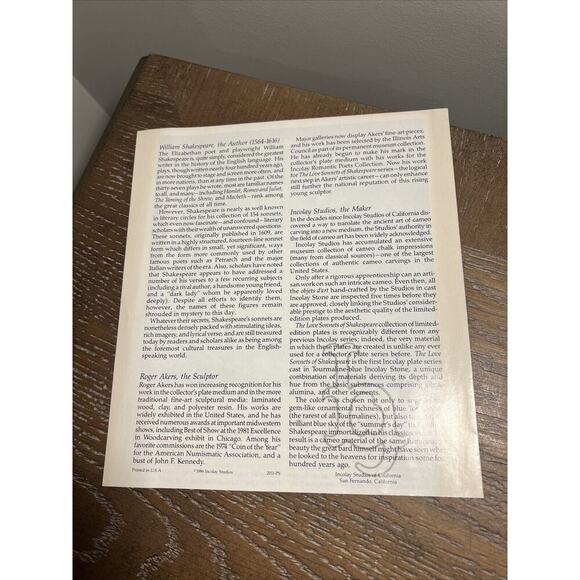 William Shakespeare, the Author (1564-1616)
The Elizabethan poet and playwright William
Shakespeare is, quite simply, considered the greatest
writer in the history of the English language. His
plays, though written nearly four hundred years ago,
are now brought to stage and screen more often, and
in more nations, than at any time in the past. Of the
thirty-seven plays he wrote, most are familiar names
to all, and many—including Hamlet, Romeo and Juliet,
The Taming of the Shrew, and Macbeth—rank among
the great classics of all time.
However, Shakespeare is nearly as well known
in literary circles for his collection of 154 sonnets,
which even now fascinate—and confound—literary
scholars with their wealth of unanswered questions.
These sonnets, originally published in 1609, are
written in a highly structured, fourteen-line sonnet
form which differs in small, yet significant, ways
from the form more commonly used by other
famous poets such as Petrarch and the major
Italian writers of the era. Also, scholars have noted
that Shakespeare appears to have addressed a
number of his verses to a few recurring subjects
(including a rival author, a handsome young friend,
and a "dark lady" whom he apparently loved
deeply). Despite all efforts to identify them,
however, the names of these figures remain
shrouded in mystery to this day.
Whatever their secrets, Shakespeare's sonnets are
nonetheless densely packed with stimulating ideas,
rich imagery, and lyrical verse, and are still treasured
today by readers and scholars alike as being among
the foremost cultural treasures in the English-
speaking world.
Roger Akers, the Sculptor
Roger Akers has won increasing recognition for his
work in the collector's plate medium and in the more
traditional fine-art sculptural media: laminated
wood, clay, and polyester resin. His works are
widely exhibited in the United States, and he has
received numerous awards at important midwestern
shows, including Best of Show at the 1981 Excellence
in Woodcarving exhibit in Chicago. Among his
favorite commissions are the 1974 "Coin of the Year"
for the American Numismatic Association, and a
bust of John F. Kennedy.
Printed in U.S.A.
©1986 Incolay Studios
Major galleries now display Akers' fine-art pieces,
and his work has been selected by the Illinois Arts
Council as part of its permanent museum collection.
He has already begun to make his mark in the
collector's plate medium with his works for the
Incolay Romantic Poets Collection. Now his work
for The Love Sonnets of Shakespeare series—the logical
next step in Akers' artistic career—can only enhance
still further the national reputation of this rising
young sculptor.
Incolay Studios, the Maker
In the decades since Incolay Studios of California dis-
covered a way to translate the ancient art of cameo
carving into a new medium, the Studios' authority in
the field of cameo art has been widely acknowledged.
Incolay Studios has accumulated an extensive
museum collection of cameo chalk impressions
(many from classical sources)—one of the largest
collections of authentic cameo carvings in the
United States.
Only after a rigorous apprenticeship can an arti-
san work on such an intricate cameo. Even then, all
the objets d'art hand-crafted by the Studios in cast
Incolay Stone are inspected five times before they
are approved, closely linking the Studios' consider-
able prestige to the aesthetic quality of the limited-
edition plates produced.
The Love Sonnets of Shakespeare collection of limited-
edition plates is recognizably different from any
previous Incolay series; indeed, the very material
in which these plates are created is unlike any ever
used for a collector's plate series before. The Love
Sonnets of Shakespeare is the first Incolay plate series
cast in Tourmaline-blue Incolay Stone, a unique
combination of materials deriving its depth and
hue from the basic substances comprising
alumina, and other elements.
The color was chosen not only to
gem-like ornamental richness of blue
(the rarest of all Tourmalines), but also
brilliant blue sky of the "summer's day"
Shakespeare immortalized in his classic
result is a cameo material of the same
beauty the great bard himself might have seen when
he looked to the heavens for inspiration some four
hundred years ago.
Incolay Studios of California
San Fernando, California